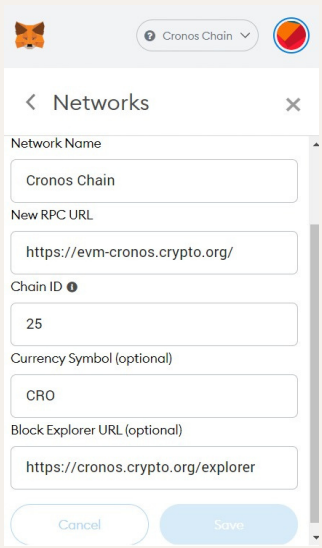 Cronos Chain
Networks
Network Name
Cronos Chain
New RPC URL
https://evm-cronos.crypto.org/
Chain ID
25
Currency Symbol (optional)
CRO
Block Explorer URL (optional)
https://cronos.crypto.org/explorer
Cancel Save